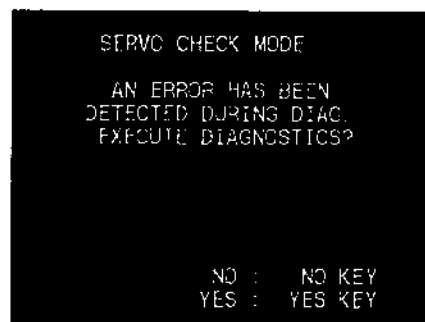 SERVO CHECK MODE
AN ERROR HAS BEEN
DETECTED DURING DIAG.
EXECUTE DIAGNOSTICS?
NO : NO KEY
YES : YES KEY